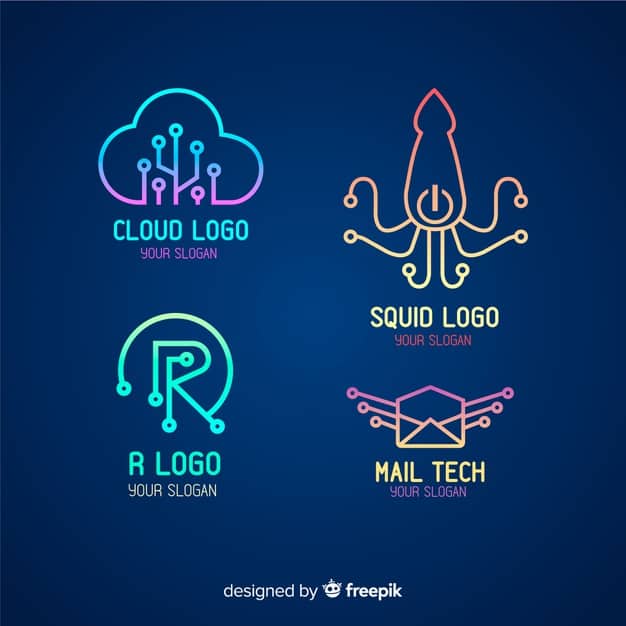 CLOUD LOGO
YOUR SLOGAN
SQUID LOGO
YOUR SLOGAN
R
R LOGO
YOUR SLOGAN
MAIL TECH
YOUR SLOGAN
designed by freepik